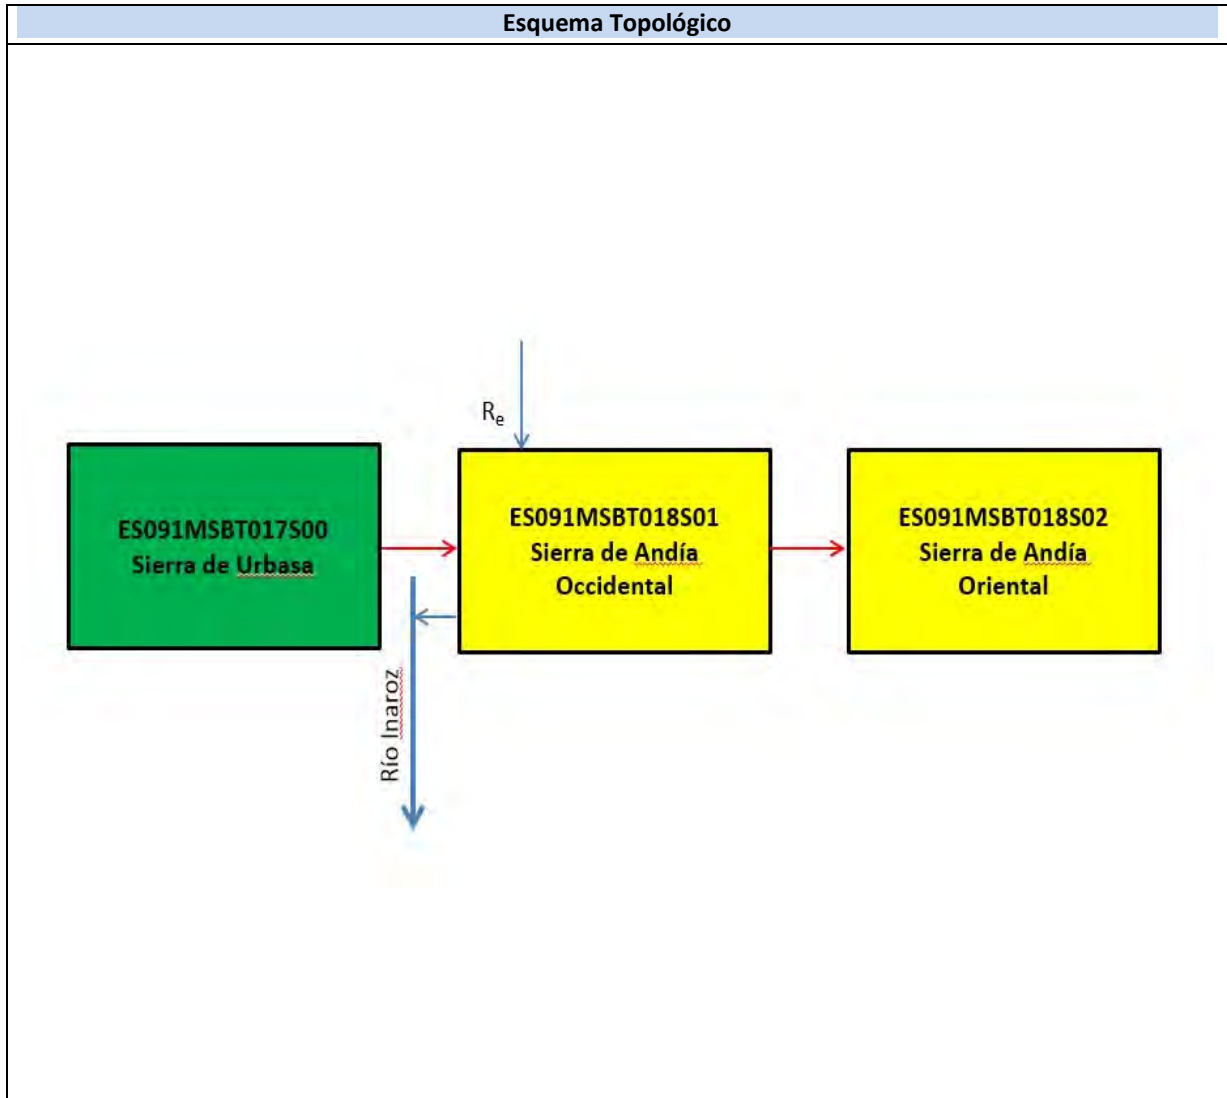 Esquema Topológico
Re
ES091MSBT017S00
Sierra de Urbasa
ES091MSBT018S01
Sierra de Andía
Occidental
ES091MSBT018S02
Sierra de Andía
Oriental
Río Inaroz